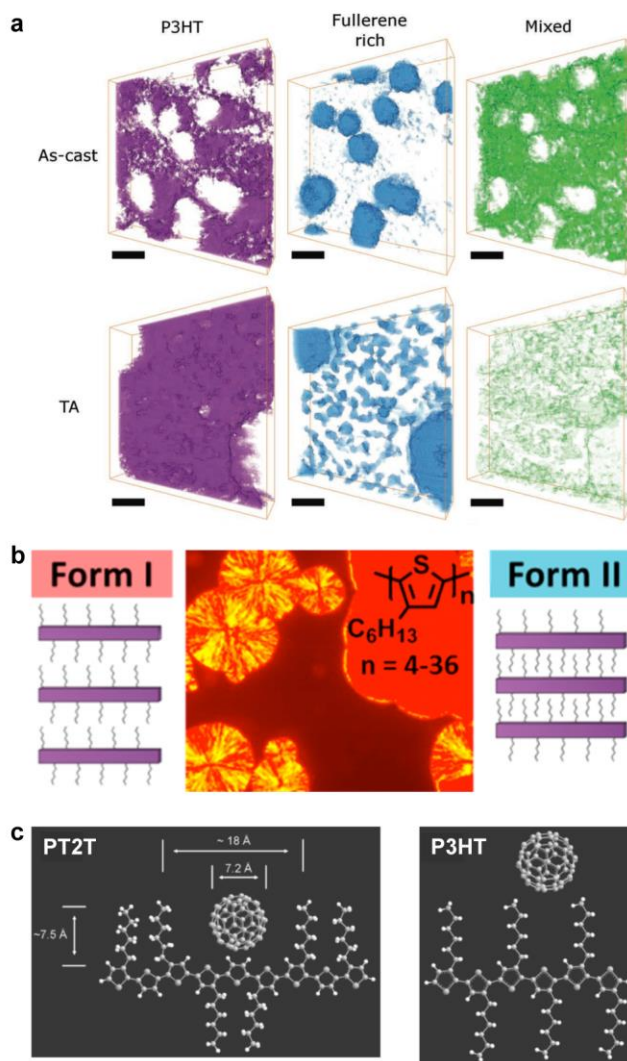 a
P3HT
Fullerene
rich
Mixed
As-cast
TA
b
Form I
S
n
C₆H₁₃
n = 4-36
Form II
c
PT2T
~ 18 Å
7.2 Å
~7.5 Å
P3HT